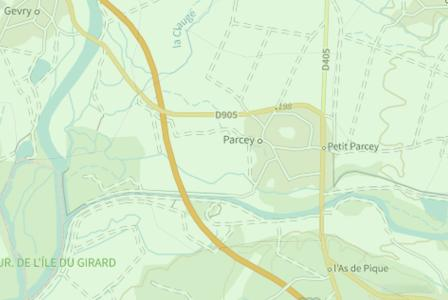 Gevry
la Clauge
D405
198
D905
Parcey
Petit Parcey
UR. DE L'ÎLE DU GIRARD
l'As de Pique